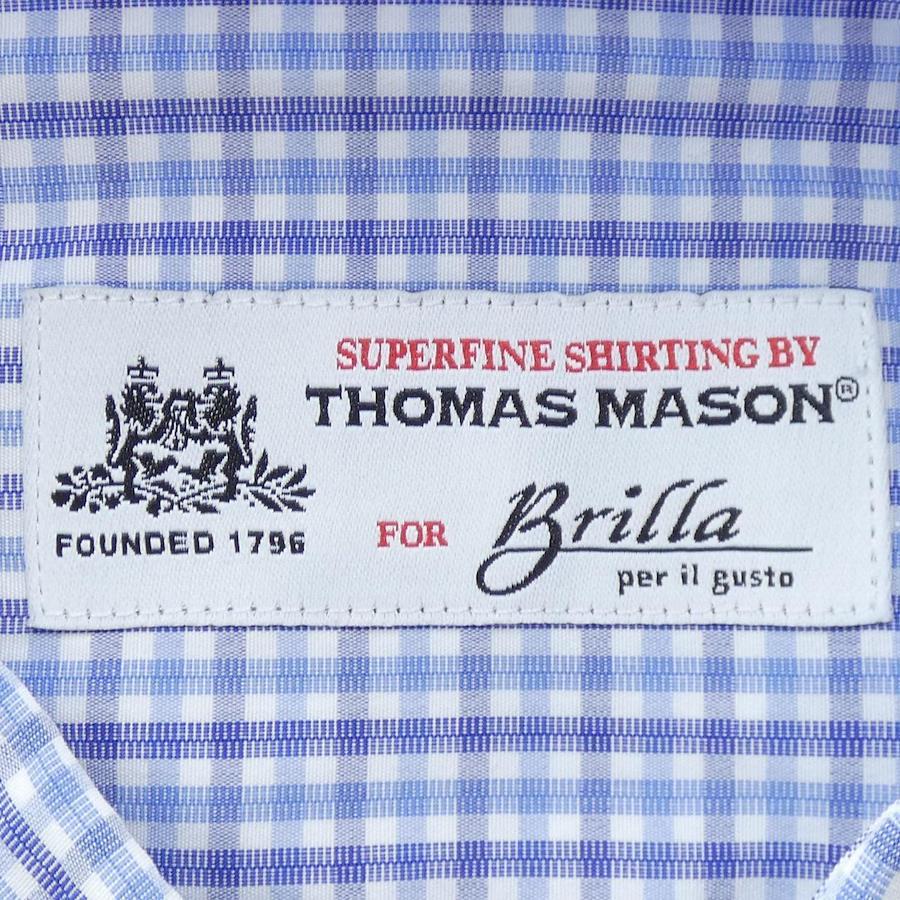 SUPERFINE SHIRTING BY
THOMAS MASON®
FOUNDED 1796
FOR Brilla
per il gusto